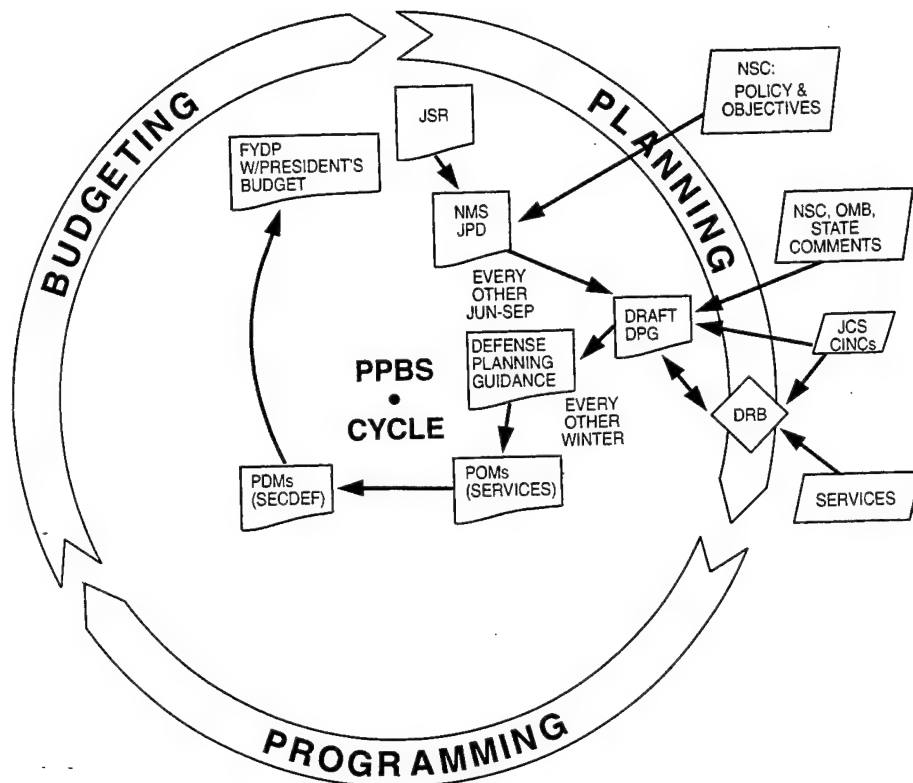 BUDGETING
PLANNING
NSC:
POLICY &
OBJECTIVES
JSR
FYDP
W/PRESIDENT'S
BUDGET
NMS
JPD
NSC, OMB,
STATE
COMMENTS
EVERY
OTHER
JUN-SEP
DRAFT
DPG
JCS
CINCs
DEFENSE
PLANNING
GUIDANCE
PPBS
•
CYCLE
EVERY
OTHER
WINTER
DRB
PDMs
(SECDEF)
POMs
(SERVICES)
SERVICES
PROGRAMMING